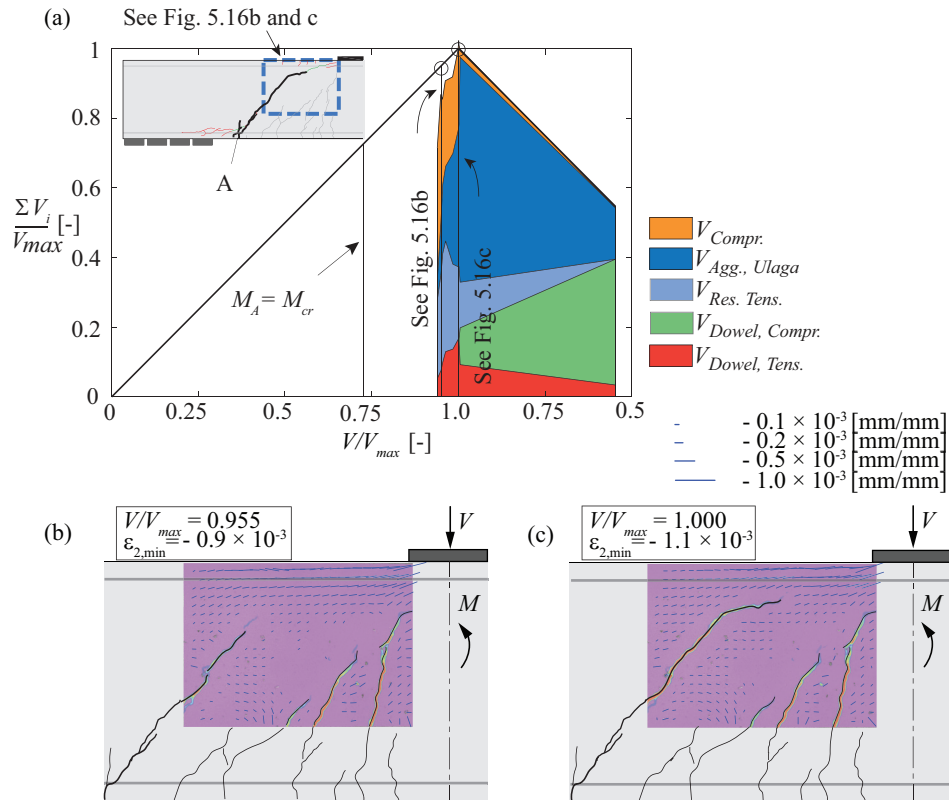 (a)
See Fig. 5.16b and c
A
1
0.8
0.6
0.4
0.2
0
Σ V_i
V_max [-]
M_A = M_cr
See Fig. 5.16b
See Fig. 5.16c
0 0.25 0.5 0.75 1.0 0.75 0.5
V/V_max [-]
V_Compr.
V_Agg., Ulaga
V_Res. Tens.
V_Dowel, Compr.
V_Dowel, Tens.
- 0.1 × 10⁻³ [mm/mm]
- 0.2 × 10⁻³ [mm/mm]
- 0.5 × 10⁻³ [mm/mm]
- 1.0 × 10⁻³ [mm/mm]
(b)
V/V_max = 0.955
ε_2,min = - 0.9 × 10⁻³
V
M
(c)
V/V_max = 1.000
ε_2,min = - 1.1 × 10⁻³
V
M